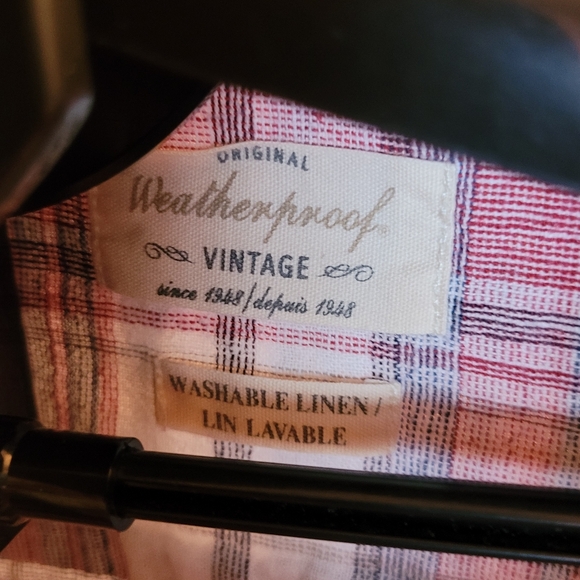 ORIGINAL
Weatherproof
VINTAGE
since 1948/depuis 1948
WASHABLE LINEN/
LIN LAVABLE